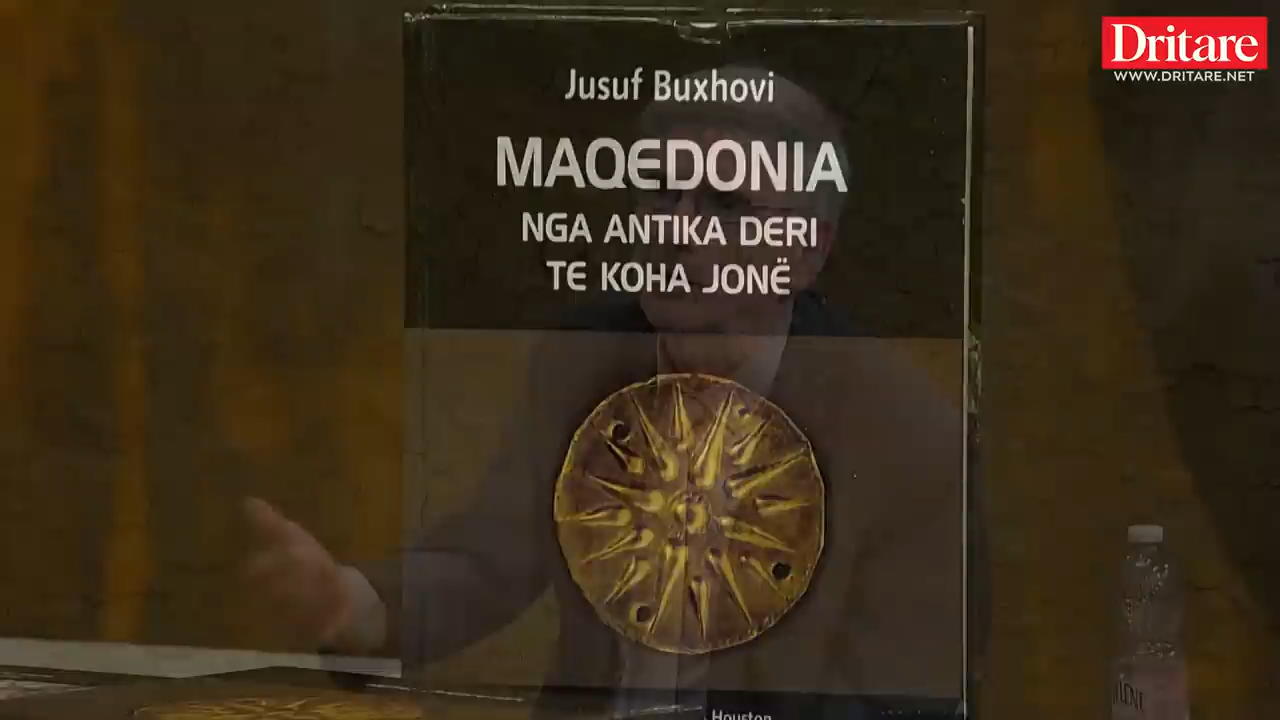 Dritare
WWW.DRITARE.NET
Jusuf Buxhovi
MAQEDONIA
NGA ANTIKA DERI
TE KOHA JONË
Houston